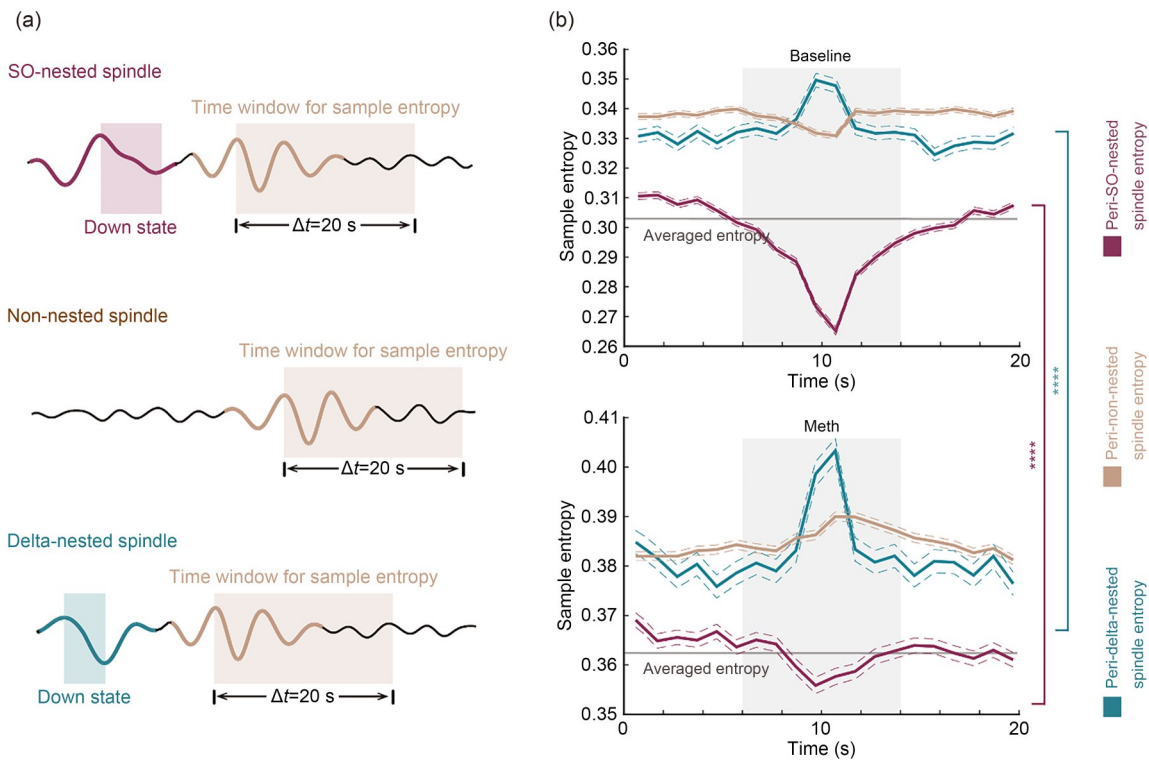 (a)
SO-nested spindle
Time window for sample entropy
Down state
Δt=20 s
Non-nested spindle
Time window for sample entropy
Δt=20 s
Delta-nested spindle
Time window for sample entropy
Down state
Δt=20 s
(b)
Baseline
Sample entropy
0.36
0.35
0.34
0.33
0.31
0.30
0.29
0.28
0.27
0.26
Averaged entropy
0
10
20
Time (s)
Meth
Sample entropy
0.41
0.40
0.39
0.38
0.37
0.36
0.35
Averaged entropy
0
10
20
Time (s)
****
****
Peri-SO-nested
spindle entropy
Peri-non-nested
spindle entropy
Peri-delta-nested
spindle entropy